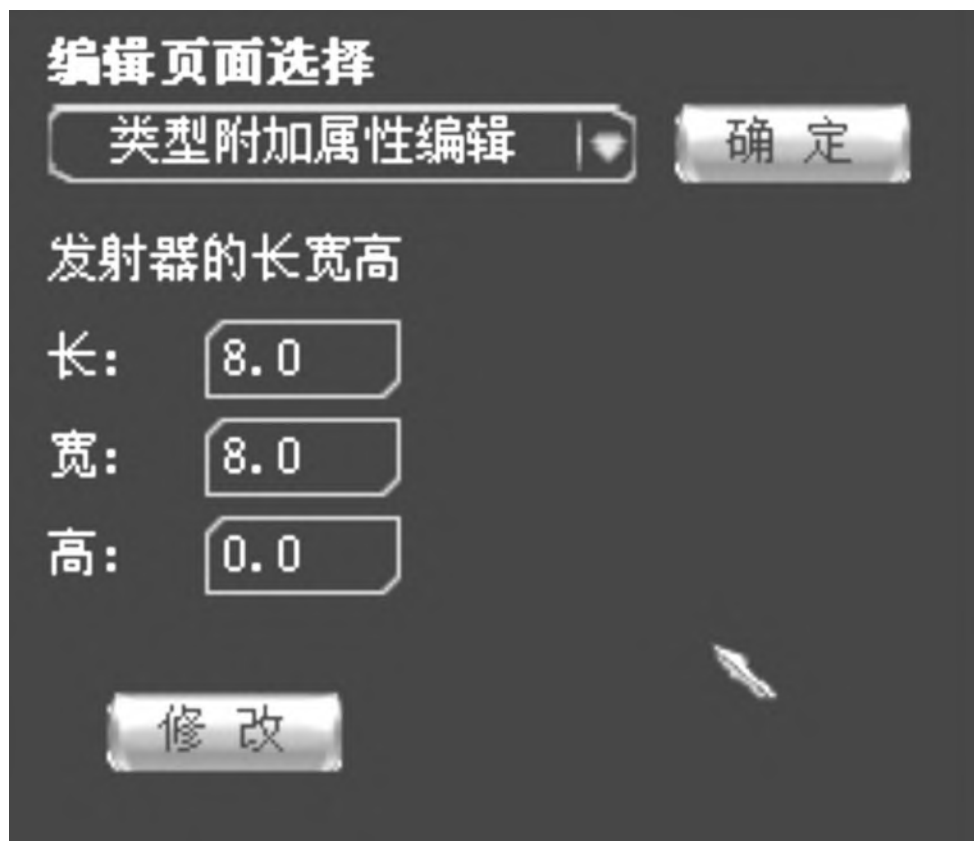 编辑页面选择
类型附加属性编辑 确 定
发射器的长宽高
长: 8.0
宽: 8.0
高: 0.0
修 改